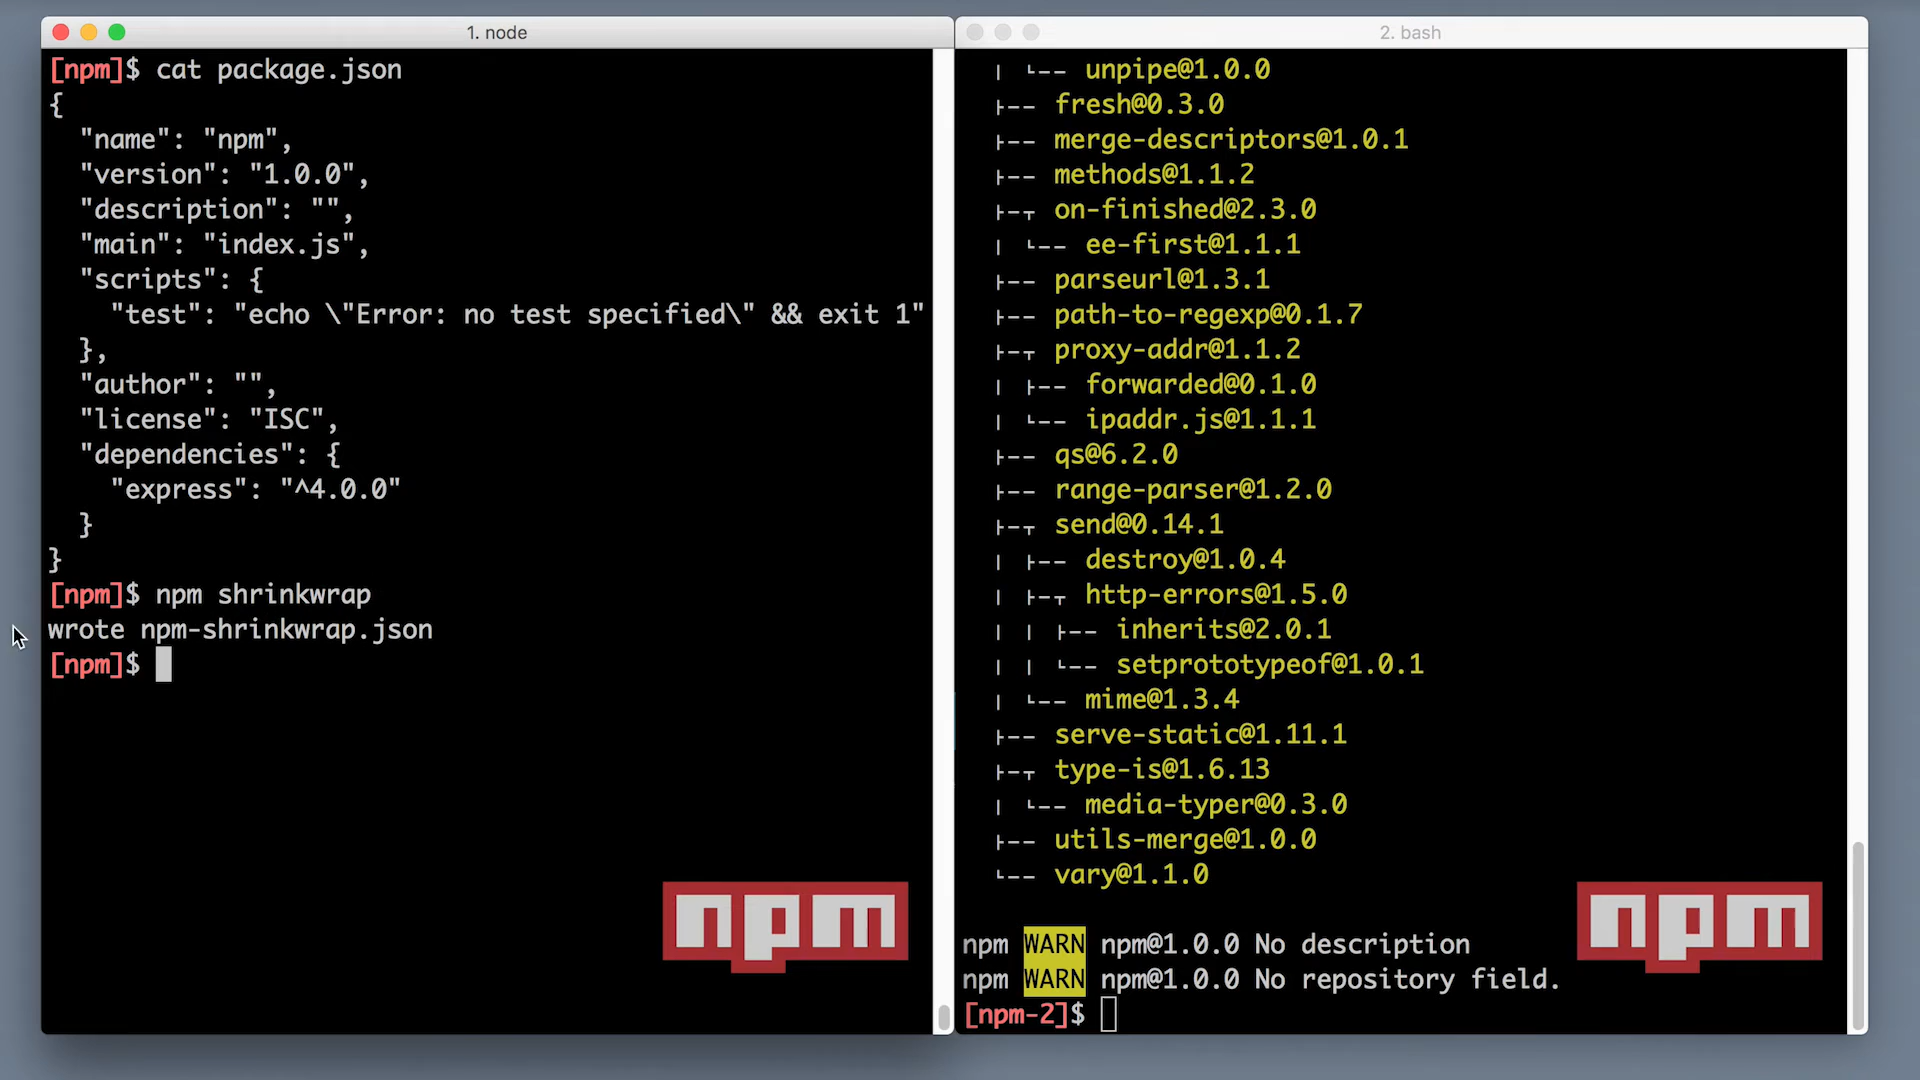 1. node
[npm]$ cat package.json
{
  "name": "npm",
  "version": "1.0.0",
  "description": "",
  "main": "index.js",
  "scripts": {
    "test": "echo \"Error: no test specified\" && exit 1"
  },
  "author": "",
  "license": "ISC",
  "dependencies": {
    "express": "^4.0.0"
  }
}
[npm]$ npm shrinkwrap
wrote npm-shrinkwrap.json
[npm]$
npm
2. bash
| └-- unpipe@1.0.0
├-- fresh@0.3.0
├-- merge-descriptors@1.0.1
├-- methods@1.1.2
├-┬ on-finished@2.3.0
| └-- ee-first@1.1.1
├-- parseurl@1.3.1
├-- path-to-regexp@0.1.7
├-┬ proxy-addr@1.1.2
| ├-- forwarded@0.1.0
| └-- ipaddr.js@1.1.1
├-- qs@6.2.0
├-- range-parser@1.2.0
├-┬ send@0.14.1
| ├-- destroy@1.0.4
| ├-┬ http-errors@1.5.0
| | ├-- inherits@2.0.1
| | └-- setprototypeof@1.0.1
| └-- mime@1.3.4
├-- serve-static@1.11.1
├-┬ type-is@1.6.13
| └-- media-typer@0.3.0
├-- utils-merge@1.0.0
└-- vary@1.1.0
npm WARN npm@1.0.0 No description
npm WARN npm@1.0.0 No repository field.
[npm-2]$
npm